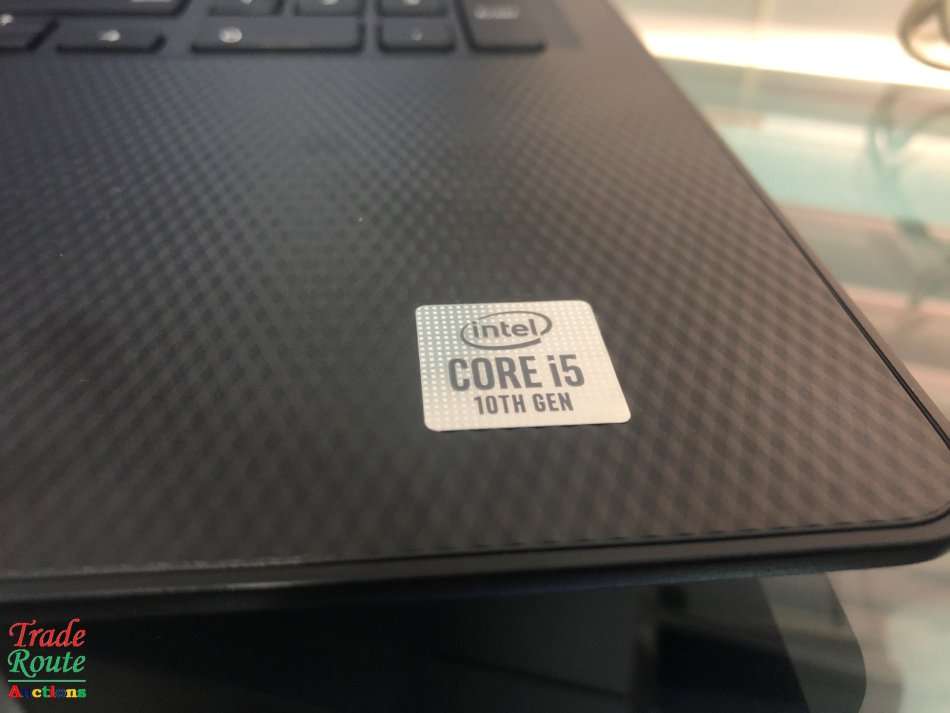 intel
CORE i5
10TH GEN
Trade
Route
Auctions